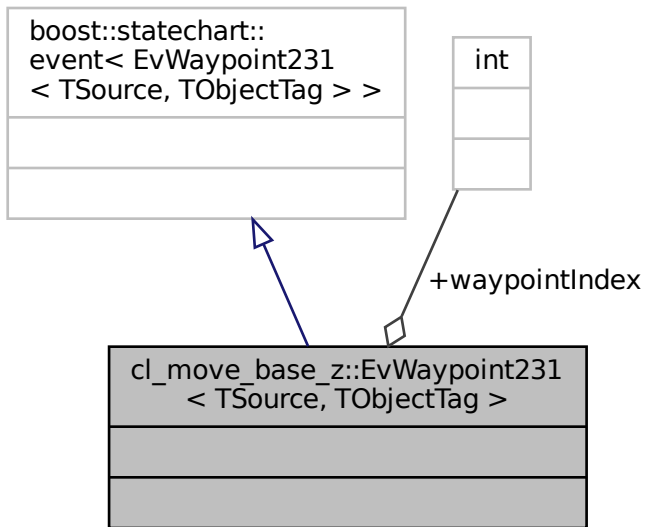 boost::statechart::
event< EvWaypoint231
< TSource, TObjectTag > >
int
+waypointIndex
cl_move_base_z::EvWaypoint231
< TSource, TObjectTag >